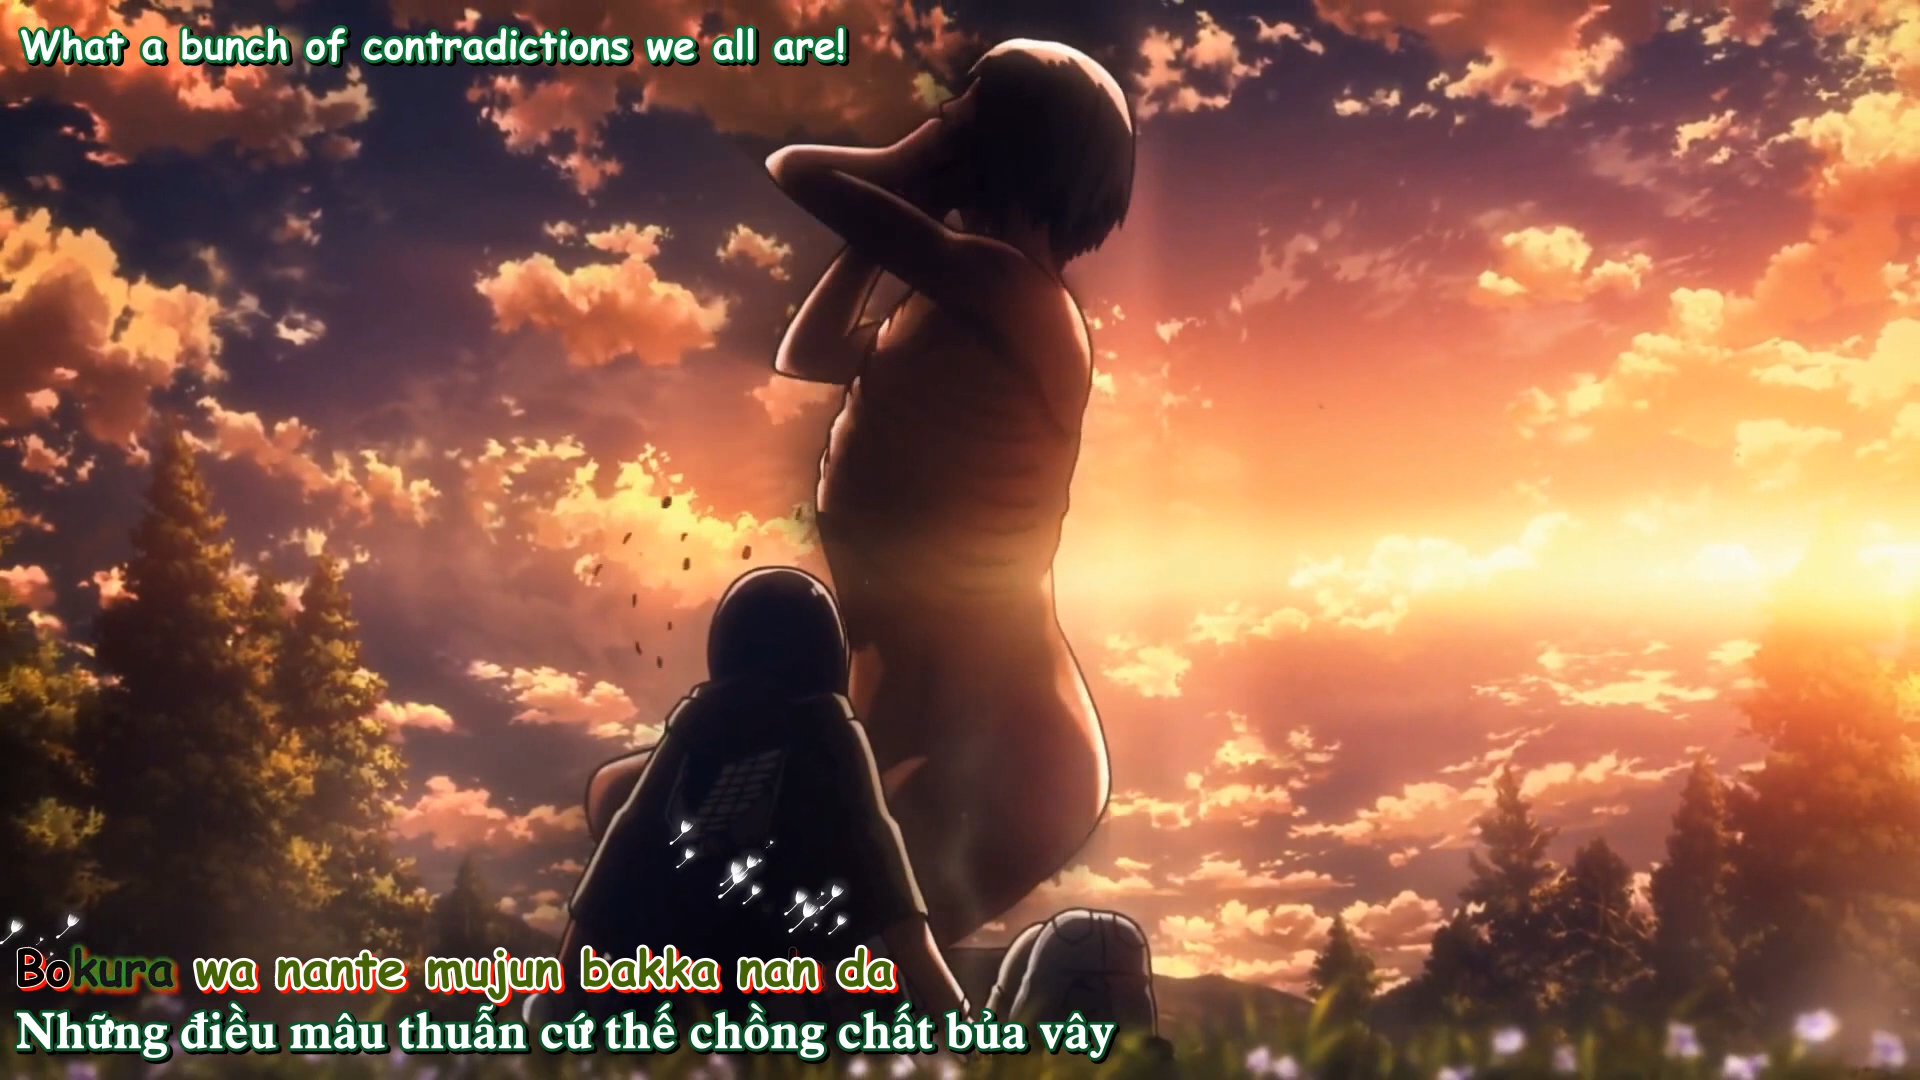 What a bunch of contradictions we all are!
Bokura wa nante mujun bakka nan da
Những điều mâu thuẫn cứ thế chồng chất bủa vây